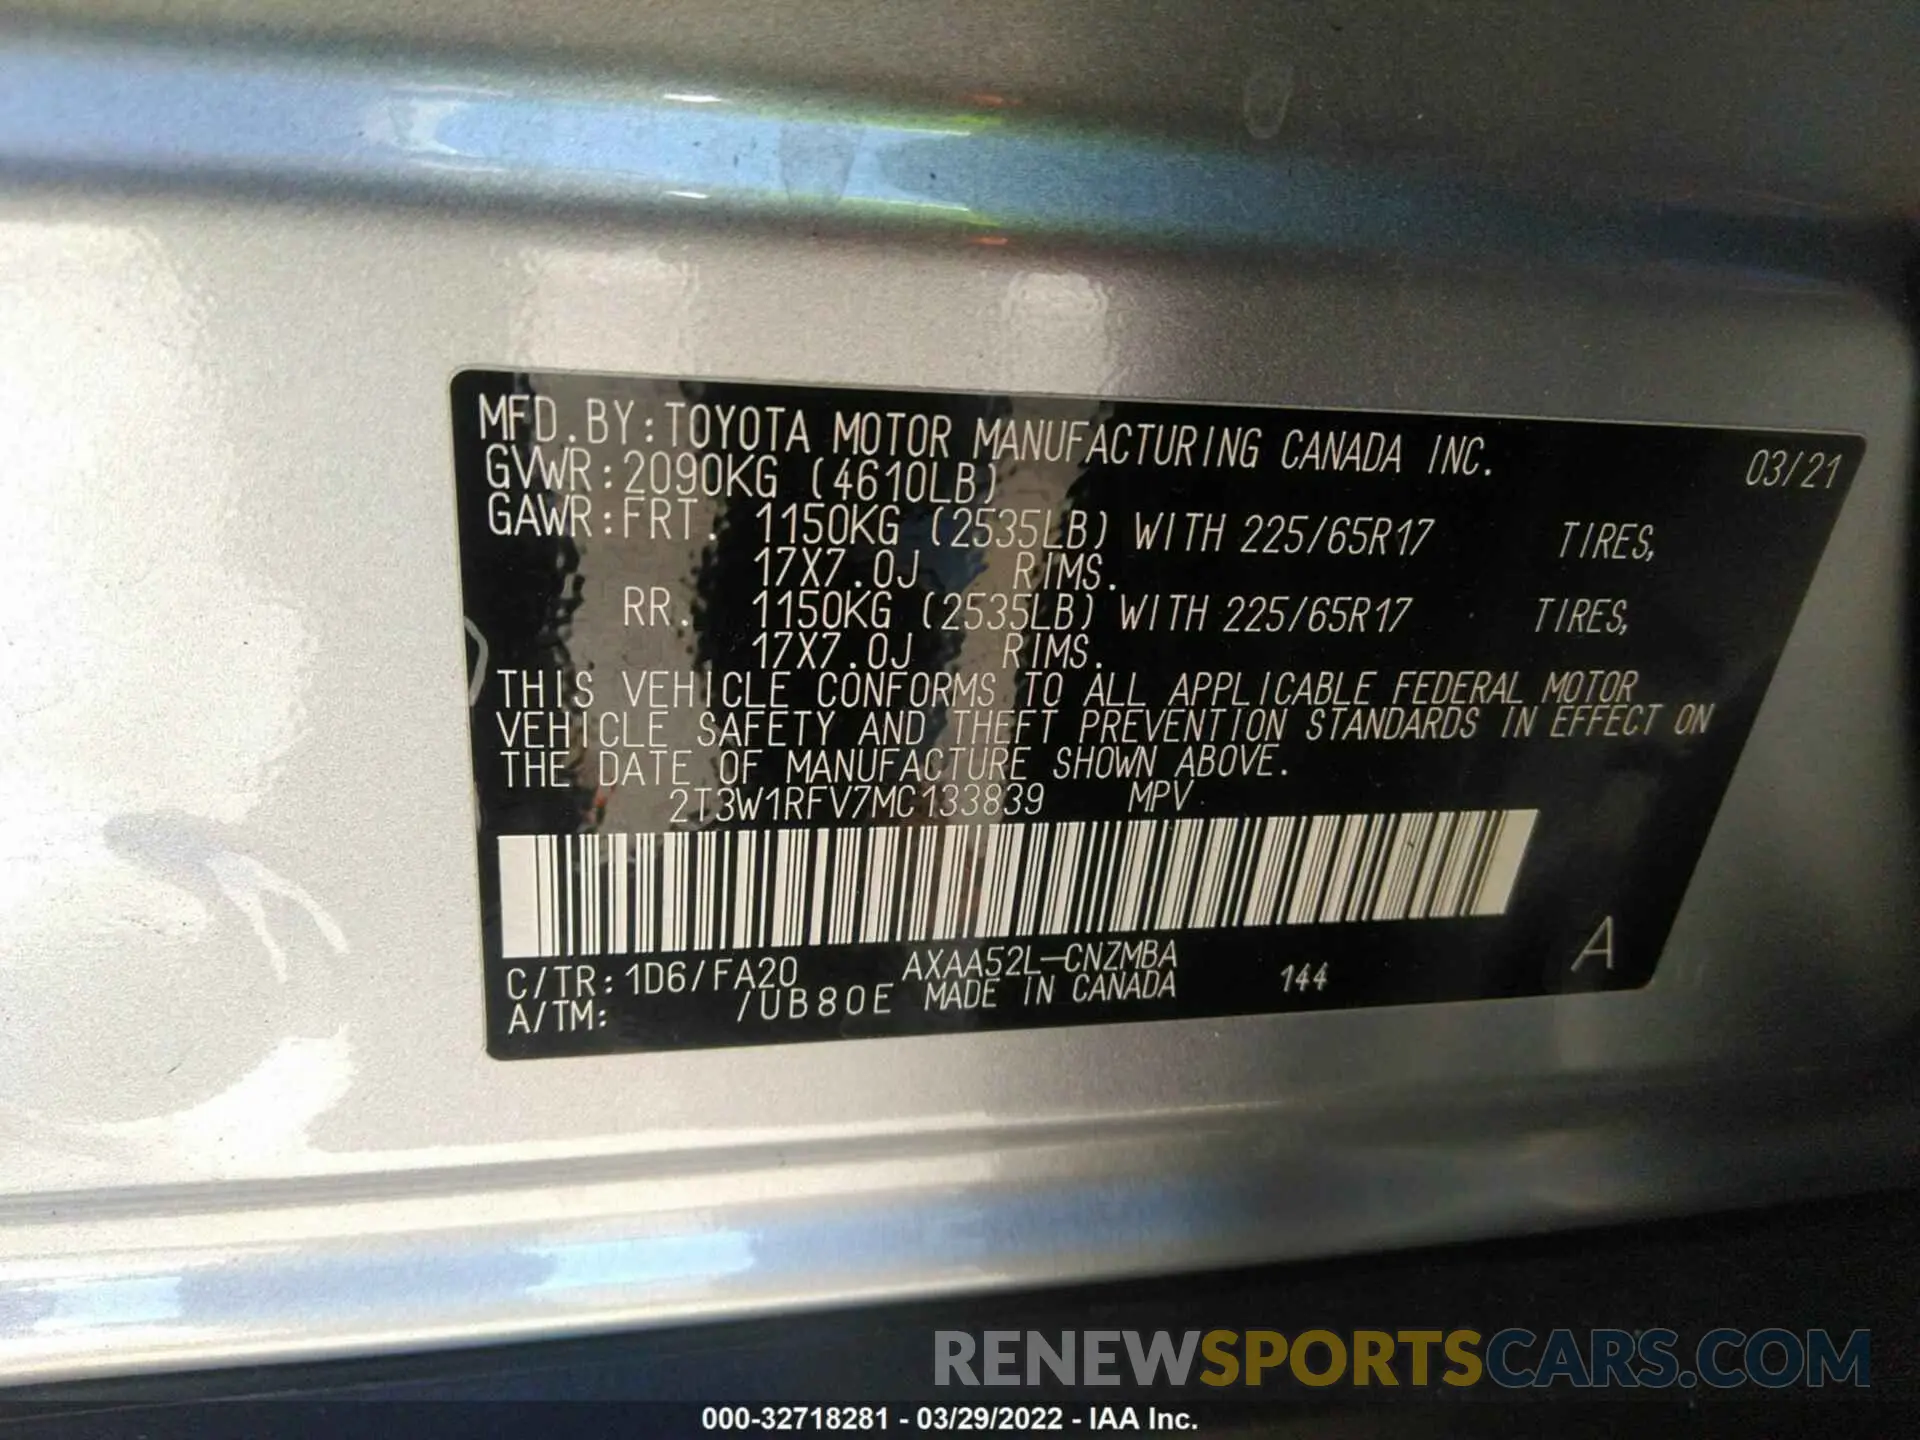 MFD.BY:TOYOTA MOTOR MANUFACTURING CANADA INC. 03/21
GVWR:2090KG (4610LB)
GAWR:FRT. 1150KG (2535LB) WITH 225/65R17 TIRES,
17X7.0J RIMS.
RR. 1150KG (2535LB) WITH 225/65R17 TIRES,
17X7.0J RIMS.
THIS VEHICLE CONFORMS TO ALL APPLICABLE FEDERAL MOTOR
VEHICLE SAFETY AND THEFT PREVENTION STANDARDS IN EFFECT ON
THE DATE OF MANUFACTURE SHOWN ABOVE.
2T3W1RFV7MC133839 MPV
A
C/TR:1D6/FA20 AXAA52L-CNZMBA 144
A/TM: /UB80E MADE IN CANADA
RENEWSPORTSCARS.COM
000-32718281 - 03/29/2022 - IAA Inc.